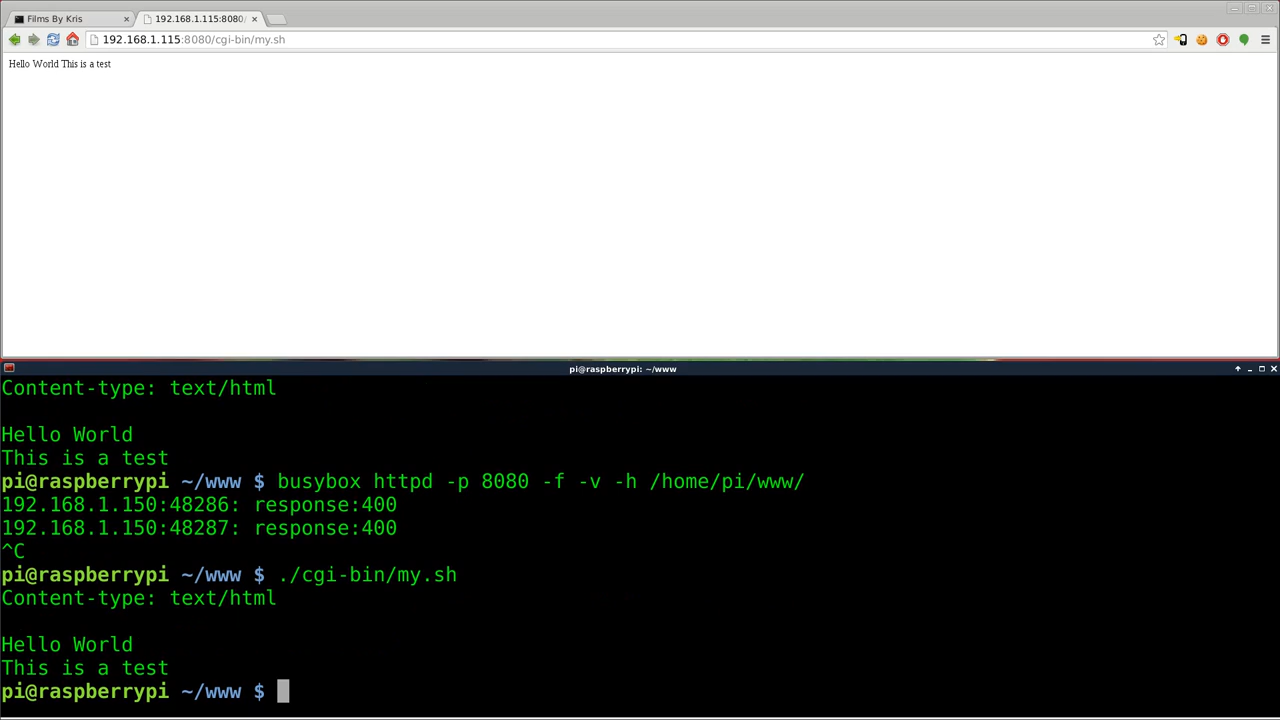 Films By Kris
192.168.1.115:8080/
192.168.1.115:8080/cgi-bin/my.sh
Hello World This is a test
pi@raspberrypi: ~/www
Content-type: text/html
Hello World
This is a test
pi@raspberrypi ~/www $ busybox httpd -p 8080 -f -v -h /home/pi/www/
192.168.1.150:48286: response:400
192.168.1.150:48287: response:400
^C
pi@raspberrypi ~/www $ ./cgi-bin/my.sh
Content-type: text/html
Hello World
This is a test
pi@raspberrypi ~/www $